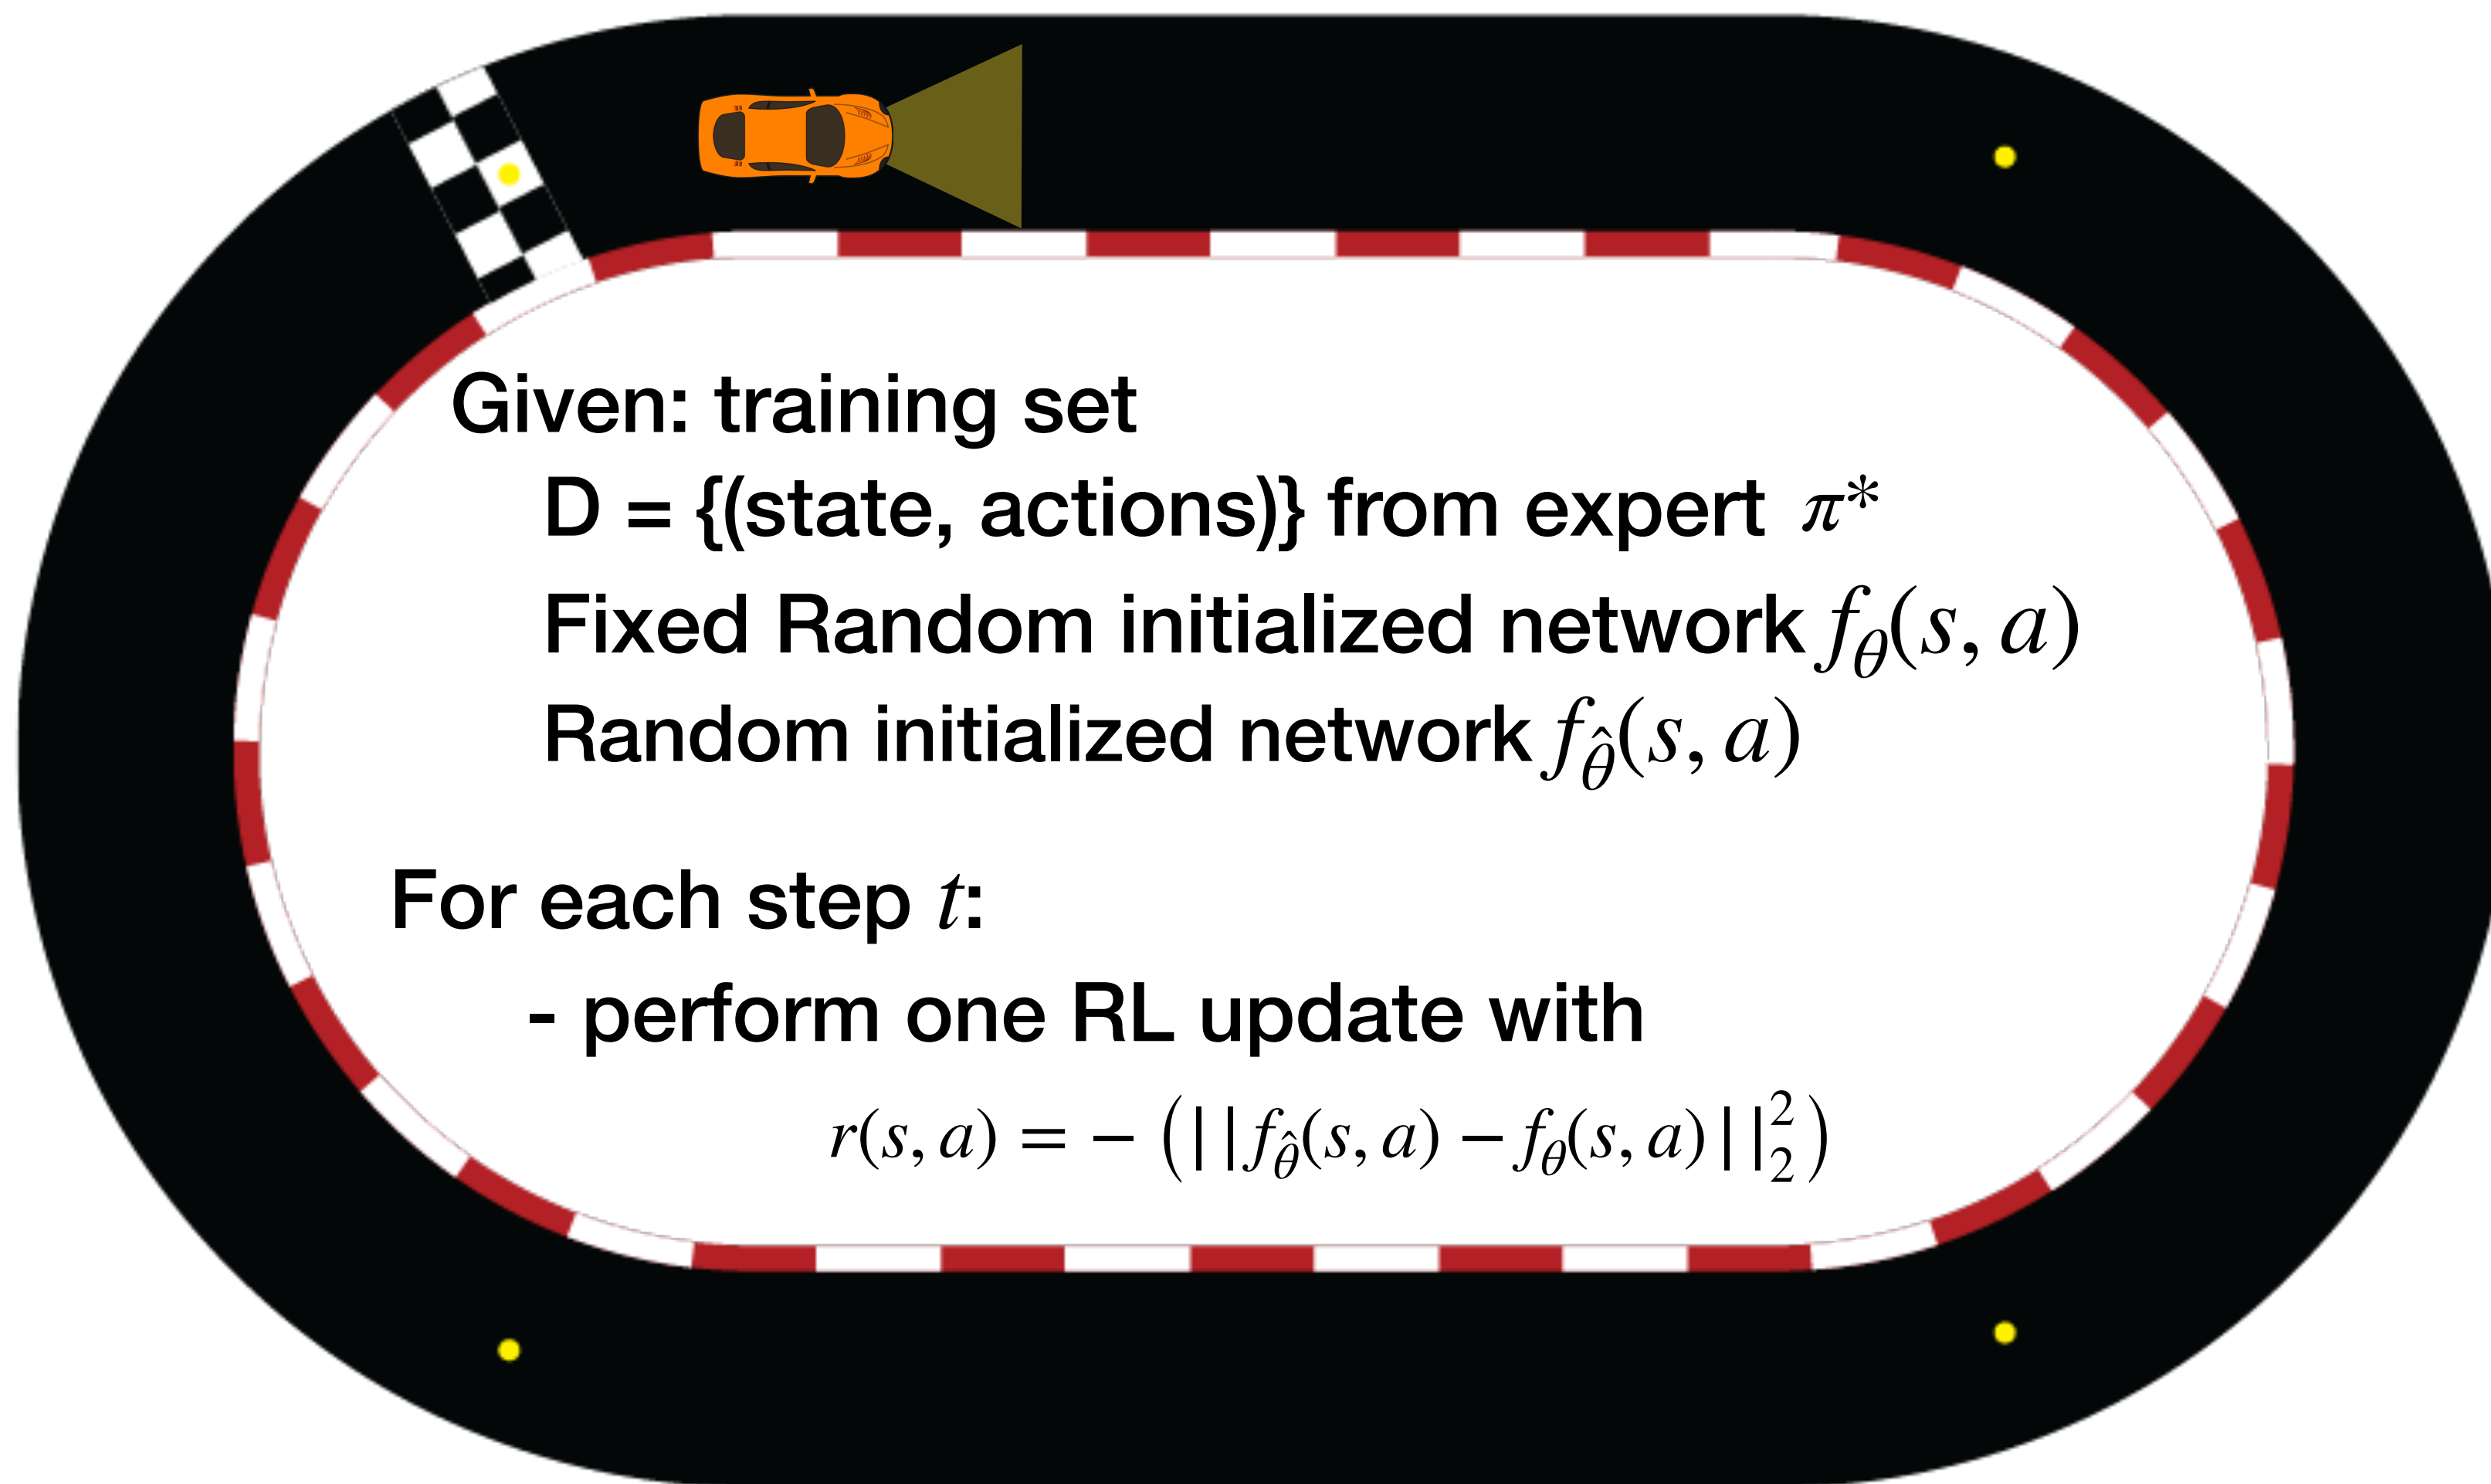 Given: training set
D = {(state, actions)} from expert π*
Fixed Random initialized network f_θ(s, a)
Random initialized network f_θ̂(s, a)
For each step t:
- perform one RL update with
r(s, a) = − (||f_θ̂(s, a) − f_θ(s, a)||₂²)